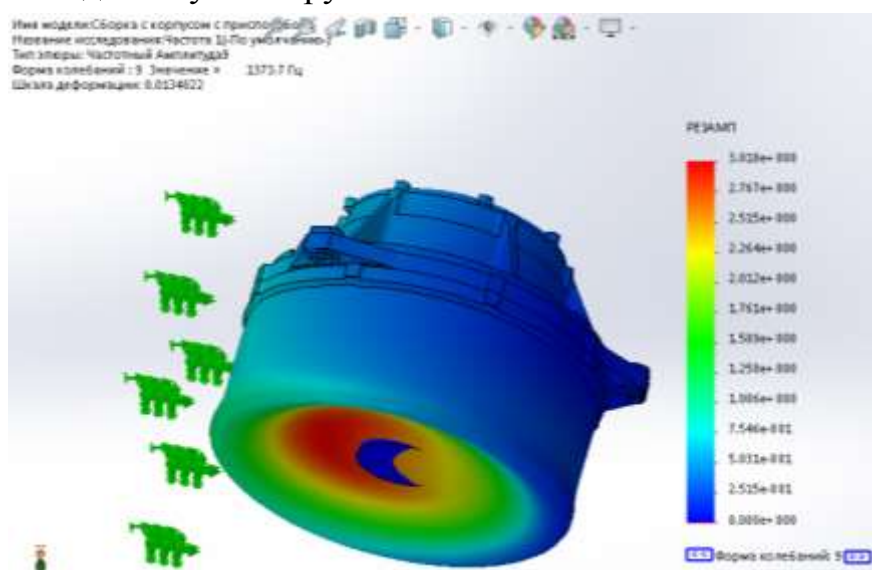 Имя модели:Сборка с корпусом с приспо
Название исследования:Частота 1(-По умолчанию-)
Тип эпюры: Частотный Амплитуда9
Форма колебаний : 9 Значение = 1373.7 Гц
Шкала деформации: 0.0134622
РЕЗАМП
3.018e+000
2.767e+000
2.515e+000
2.264e+000
2.012e+000
1.761e+000
1.509e+000
1.258e+000
1.006e+000
7.546e-001
5.031e-001
2.515e-001
0.000e+000
Форма колебаний: 9